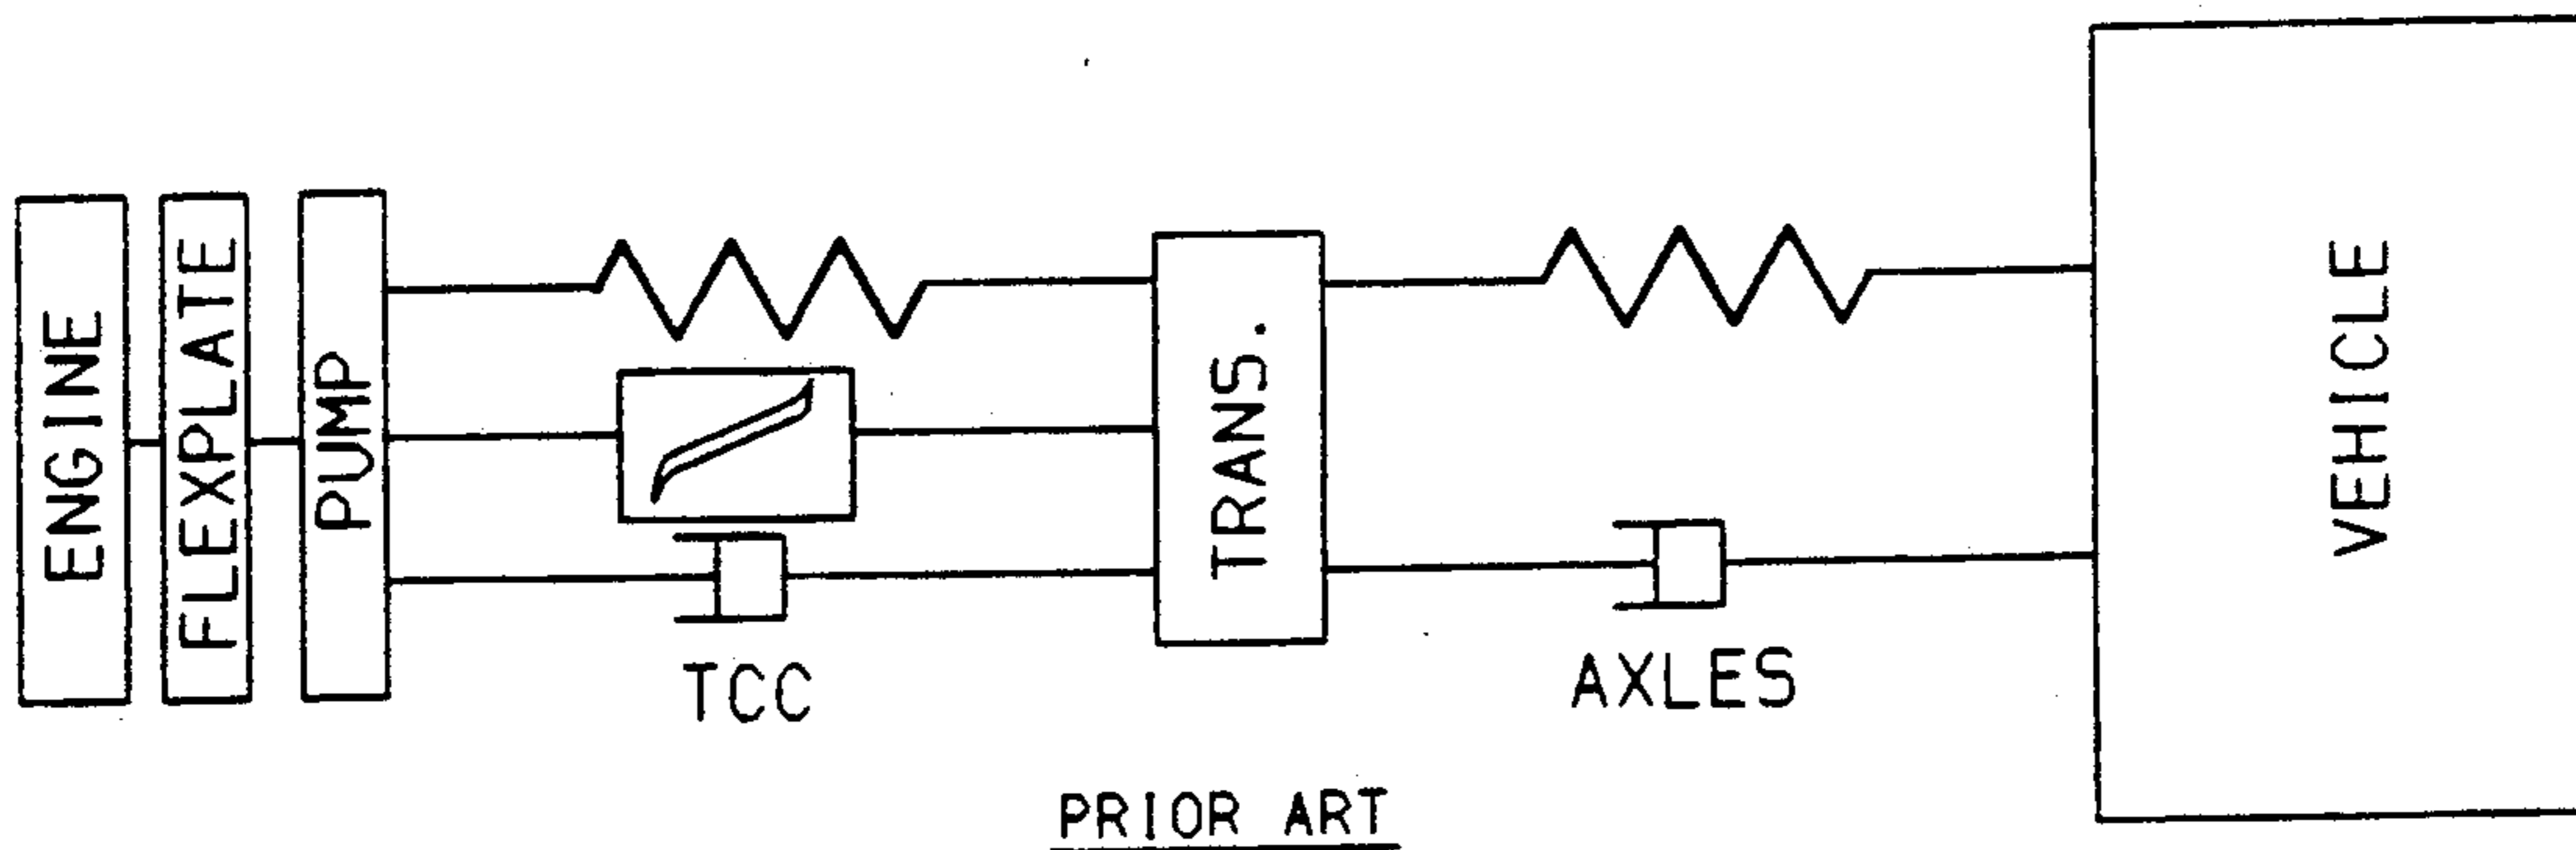 ENGINE
FLEXPLATE
PUMP
TCC
TRANS.
AXLES
VEHICLE
PRIOR ART